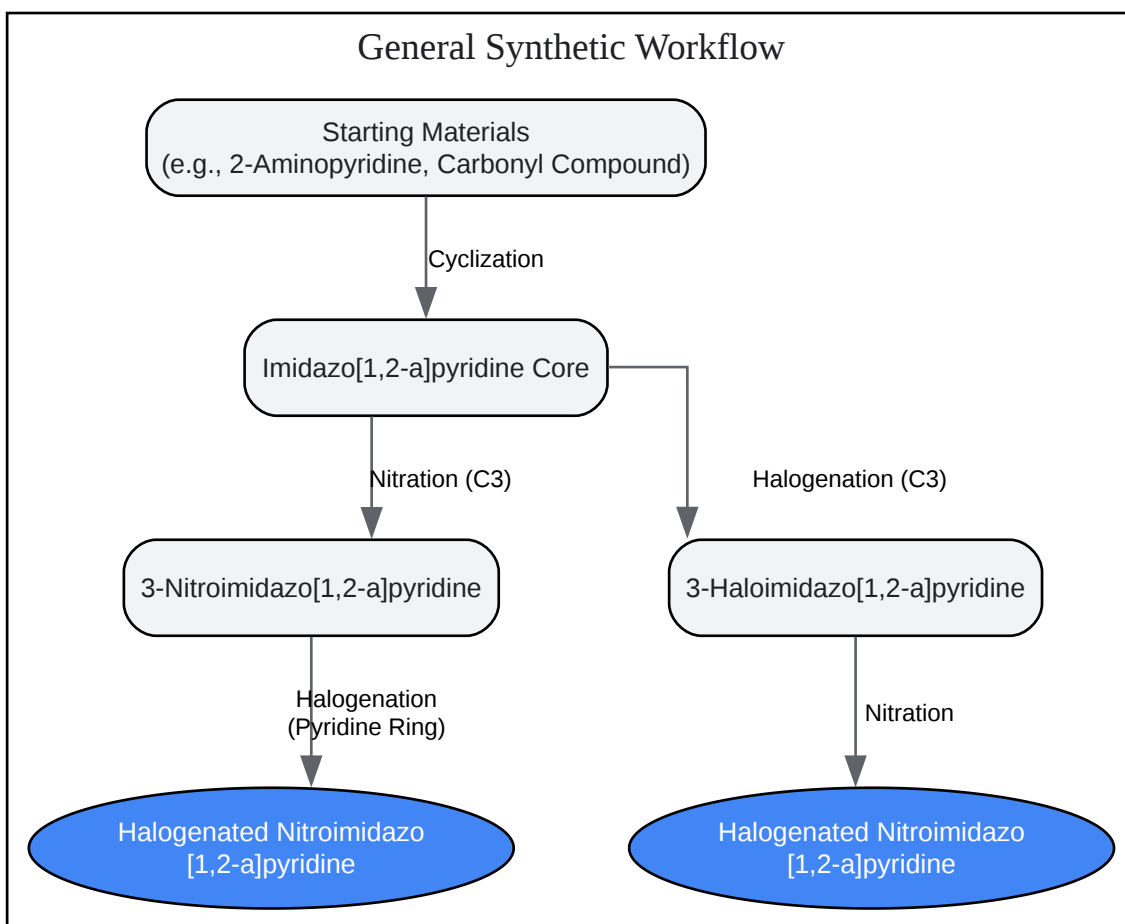 General Synthetic Workflow
Starting Materials
(e.g., 2-Aminopyridine, Carbonyl Compound)
Cyclization
Imidazo[1,2-a]pyridine Core
Nitration (C3)
Halogenation (C3)
3-Nitroimidazo[1,2-a]pyridine
3-Haloimidazo[1,2-a]pyridine
Halogenation
(Pyridine Ring)
Nitration
Halogenated Nitroimidazo
[1,2-a]pyridine
Halogenated Nitroimidazo
[1,2-a]pyridine